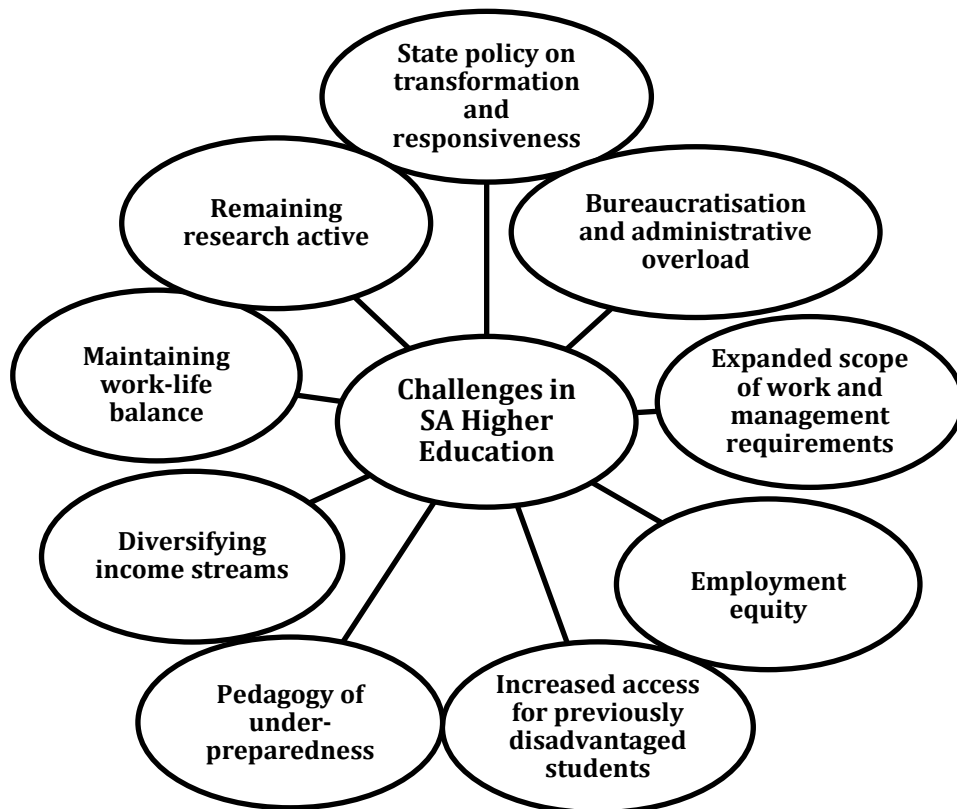 State policy on
transformation
and
responsiveness
Remaining
research active
Bureaucratisation
and administrative
overload
Maintaining
work-life
balance
Challenges in
SA Higher
Education
Expanded scope
of work and
management
requirements
Diversifying
income streams
Employment
equity
Pedagogy of
under-
preparedness
Increased access
for previously
disadvantaged
students